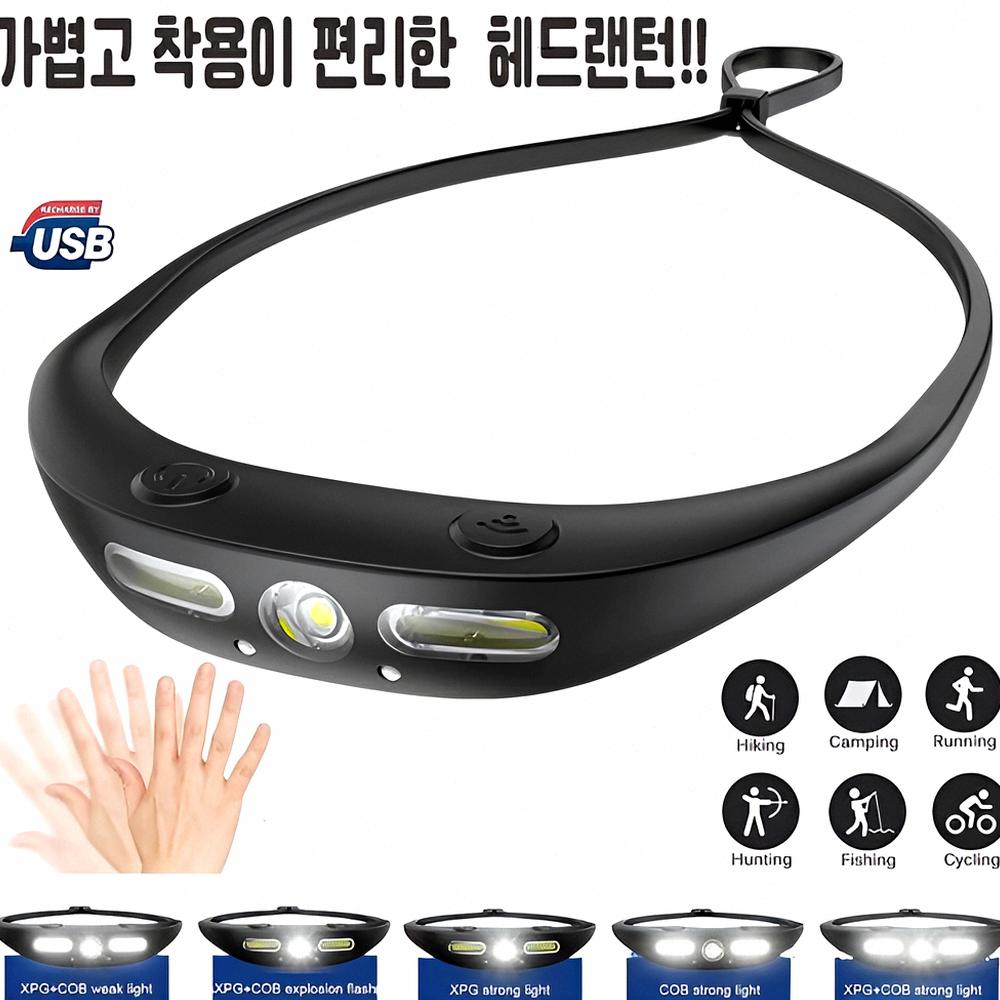 가볍고 착용이 편리한 헤드랜턴!!
RECHARGE BY
USB
Hiking
Camping
Running
Hunting
Fishing
Cycling
XPG+COB weak light
XPG+COB explosion flash
XPG strong light
COB strong light
XPG+COB strong light